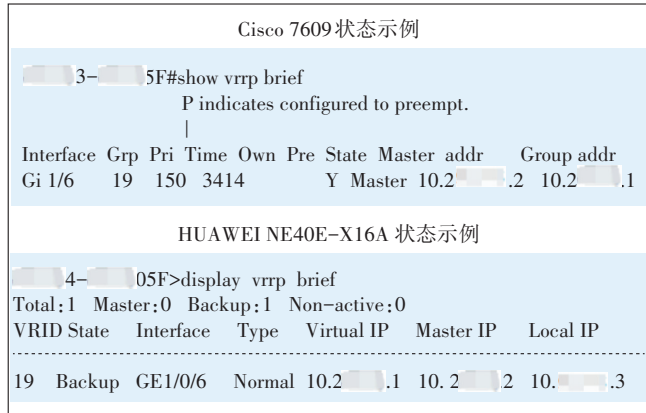 Cisco 7609状态示例
3- 5F#show vrrp brief
P indicates configured to preempt.
|
Interface Grp Pri Time Own Pre State Master addr Group addr
Gi 1/6 19 150 3414 Y Master 10.2 .2 10.2 .1
HUAWEI NE40E-X16A 状态示例
4- 05F>display vrrp brief
Total:1 Master:0 Backup:1 Non-active:0
VRID State Interface Type Virtual IP Master IP Local IP
19 Backup GE1/0/6 Normal 10.2 .1 10. 2 2 10. .3